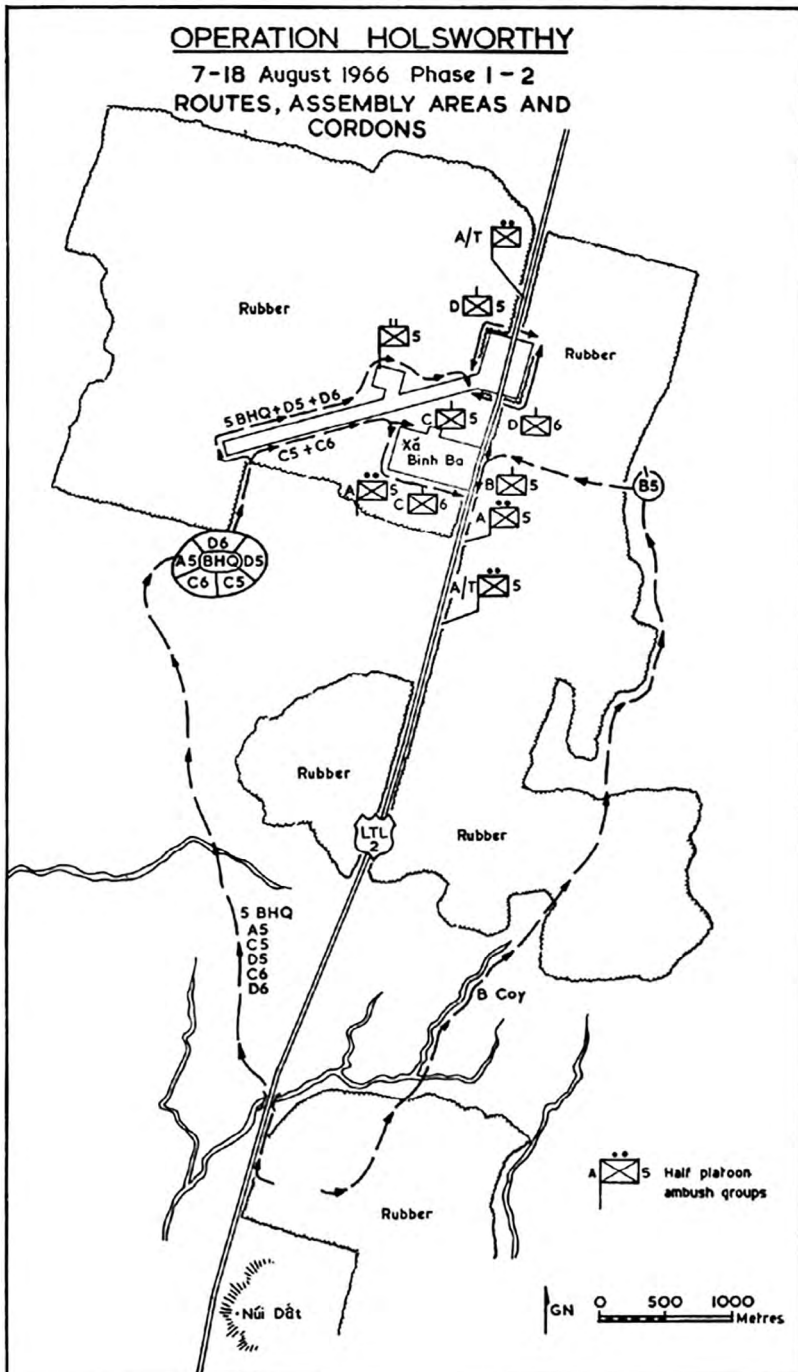 OPERATION HOLSWORTHY
7-18 August 1966 Phase 1-2
ROUTES, ASSEMBLY AREAS AND
CORDONS
A/T
D 5
Rubber
5
Rubber
5 BHQ+D5+D6
C 5
D 6
C5+C6
Xã
Binh Ba
B 5
B5
A 5
C 6
A 5
D6
A5 BHQ D5
C6 C5
A/T 5
Rubber
LTL
2
Rubber
5 BHQ
A5
C5
D5
C6
D6
B Coy
A 5 Half platoon
ambush groups
Rubber
Núi Dất
GN
0 500 1000
Metres